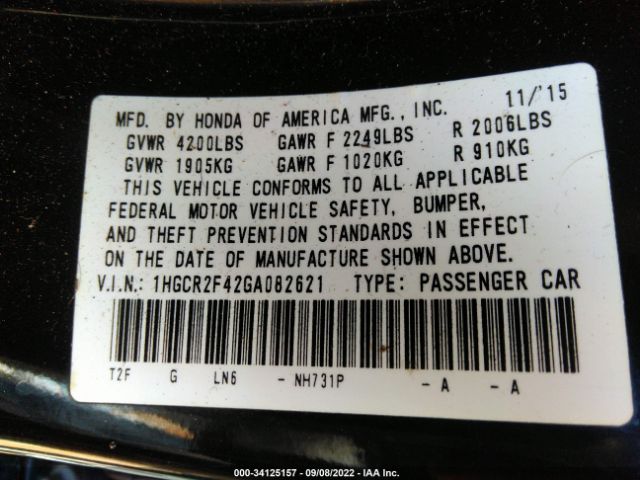 MFD. BY HONDA OF AMERICA MFG., INC. 11/'15
GVWR 4200LBS GAWR F 2249LBS R 2006LBS
GVWR 1905KG GAWR F 1020KG R 910KG
THIS VEHICLE CONFORMS TO ALL APPLICABLE
FEDERAL MOTOR VEHICLE SAFETY, BUMPER,
AND THEFT PREVENTION STANDARDS IN EFFECT
ON THE DATE OF MANUFACTURE SHOWN ABOVE.
V.I.N.: 1HGCR2F42GA082621 TYPE: PASSENGER CAR
T2F G LN6 - NH731P - A - A
000-34125157 - 09/08/2022 - IAA Inc.